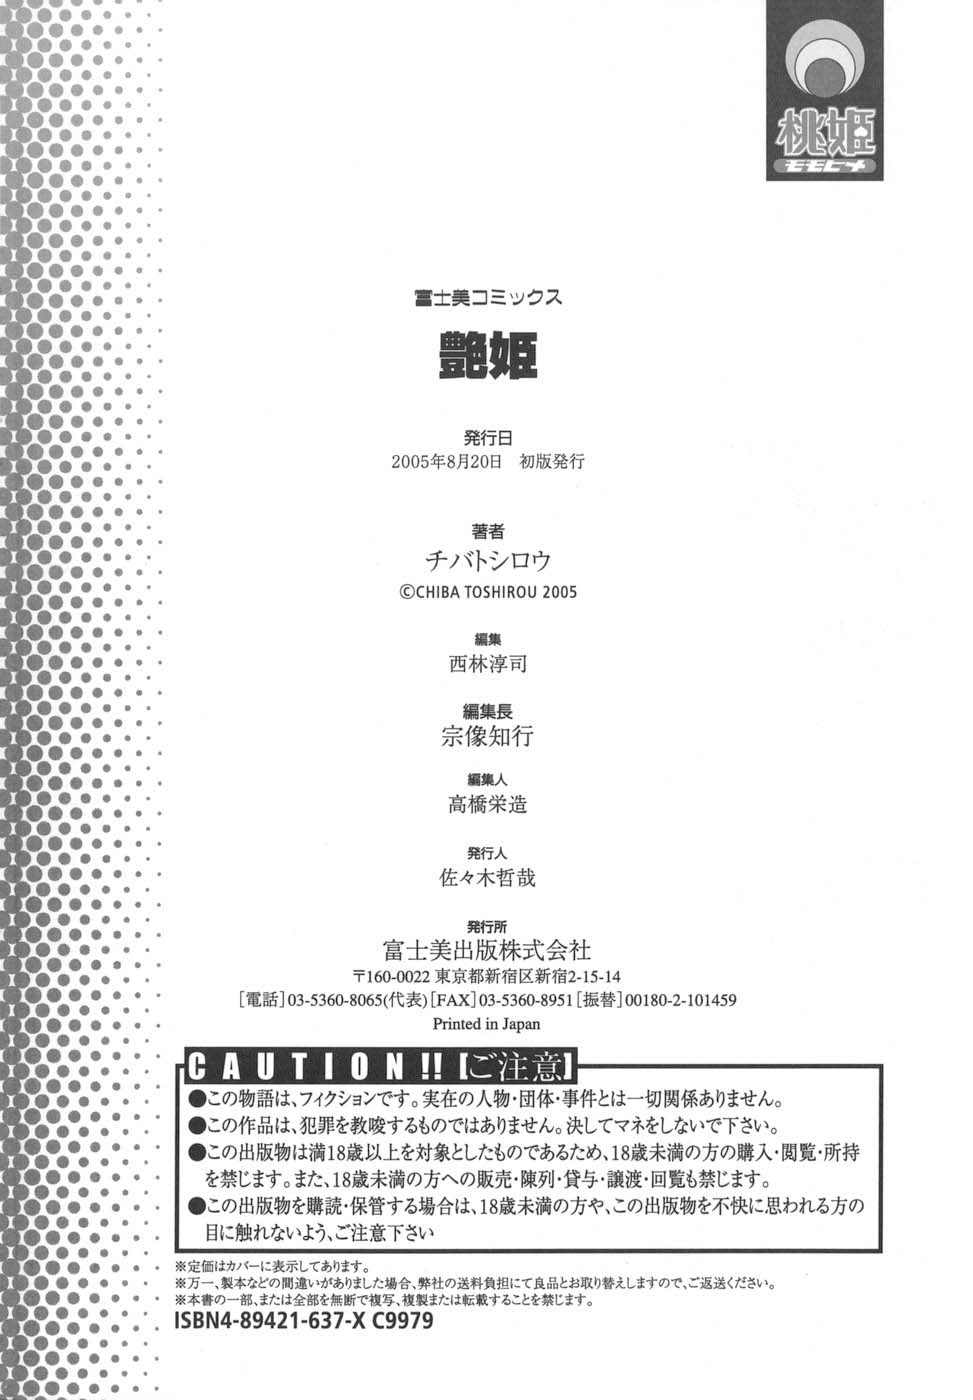 桃姫
モモヒメ
富士美コミックス
艶姫
発行日
2005年8月20日　初版発行
著者
チバトシロウ
©CHIBA TOSHIROU 2005
編集
西林淳司
編集長
宗像知行
編集人
高橋栄造
発行人
佐々木哲哉
発行所
富士美出版株式会社
〒160-0022 東京都新宿区新宿2-15-14
[電話]03-5360-8065(代表)[FAX]03-5360-8951[振替]00180-2-101459
Printed in Japan
CAUTION!!【ご注意】
●この物語は、フィクションです。実在の人物・団体・事件とは一切関係ありません。
●この作品は、犯罪を教唆するものではありません。決してマネをしないで下さい。
●この出版物は満18歳以上を対象としたものであるため、18歳未満の方の購入・閲覧・所持
を禁じます。また、18歳未満の方への販売・陳列・貸与・譲渡・回覧も禁じます。
●この出版物を購読・保管する場合は、18歳未満の方や、この出版物を不快に思われる方の
目に触れないよう、ご注意下さい
※定価はカバーに表示してあります。
※万一、製本などの間違いがありました場合、弊社の送料負担にて良品とお取り替えしますので、ご返送ください。
※本書の一部、または全部を無断で複写、複製または転載することを禁じます。
ISBN4-89421-637-X C9979